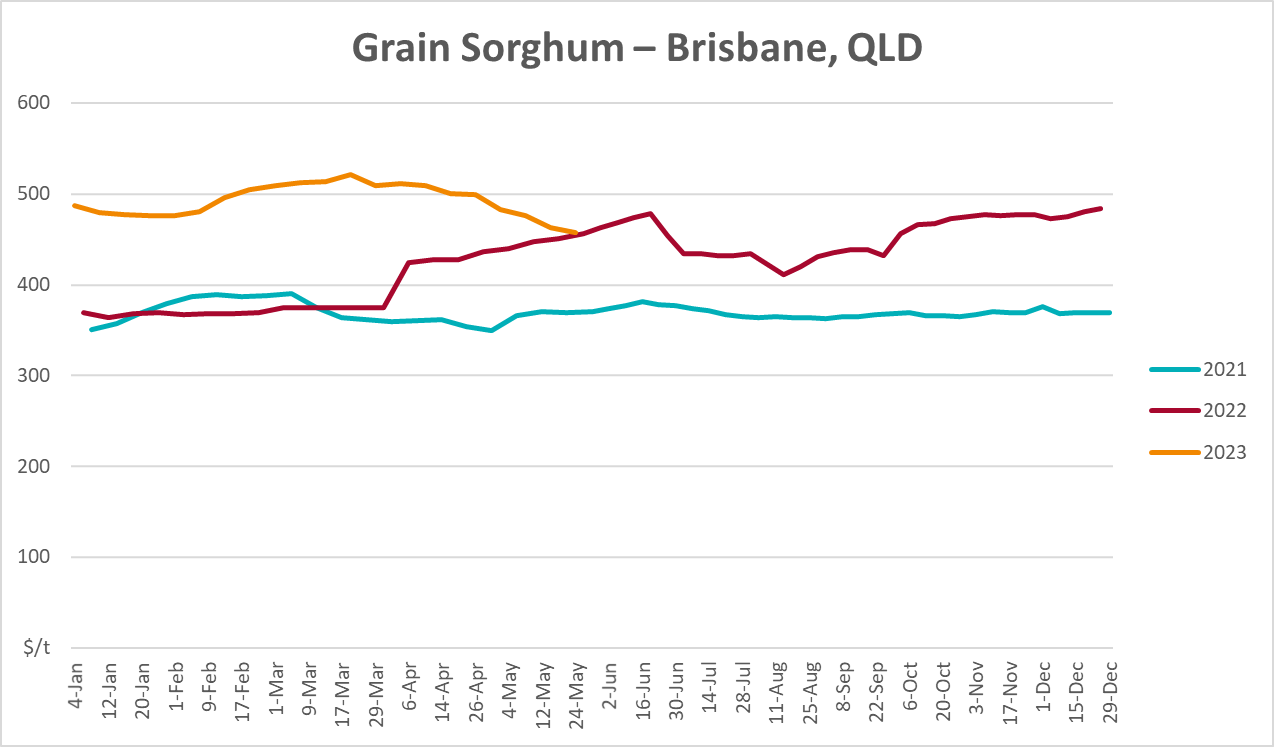 Grain Sorghum – Brisbane, QLD
600
500
400
300
200
100
$/t
4-Jan
12-Jan
20-Jan
1-Feb
9-Feb
17-Feb
1-Mar
9-Mar
17-Mar
29-Mar
6-Apr
14-Apr
26-Apr
4-May
12-May
24-May
2-Jun
16-Jun
30-Jun
14-Jul
28-Jul
11-Aug
25-Aug
8-Sep
22-Sep
6-Oct
20-Oct
3-Nov
17-Nov
1-Dec
15-Dec
29-Dec
2021
2022
2023